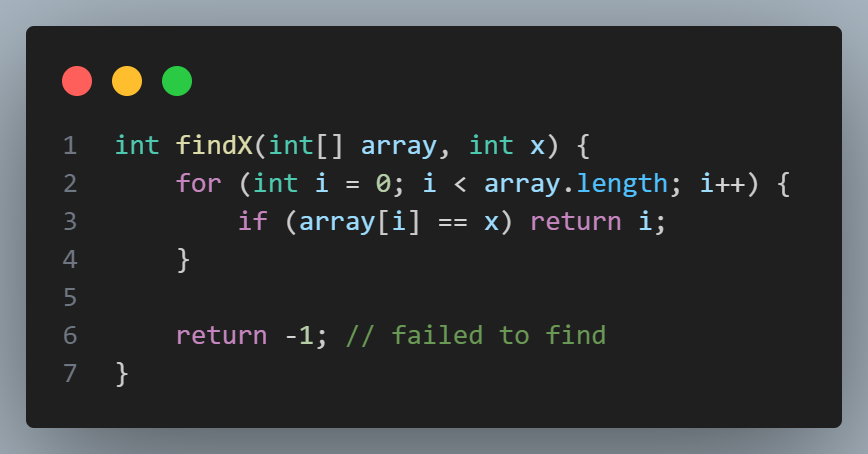 1 int findX(int[] array, int x) {
2     for (int i = 0; i < array.length; i++) {
3         if (array[i] == x) return i;
4     }
5
6     return -1; // failed to find
7 }